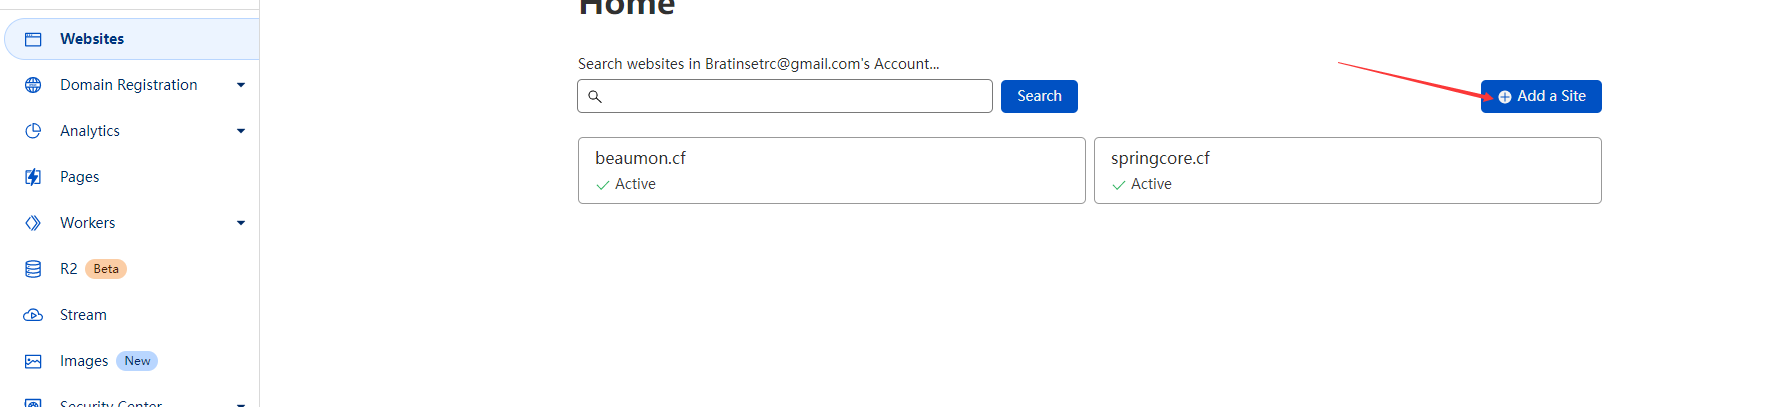 Home
Websites
Domain Registration
Analytics
Pages
Workers
R2 Beta
Stream
Images New
Security Center
Search websites in Bratinsetrc@gmail.com's Account...
Search
Add a Site
beaumon.cf
Active
springcore.cf
Active